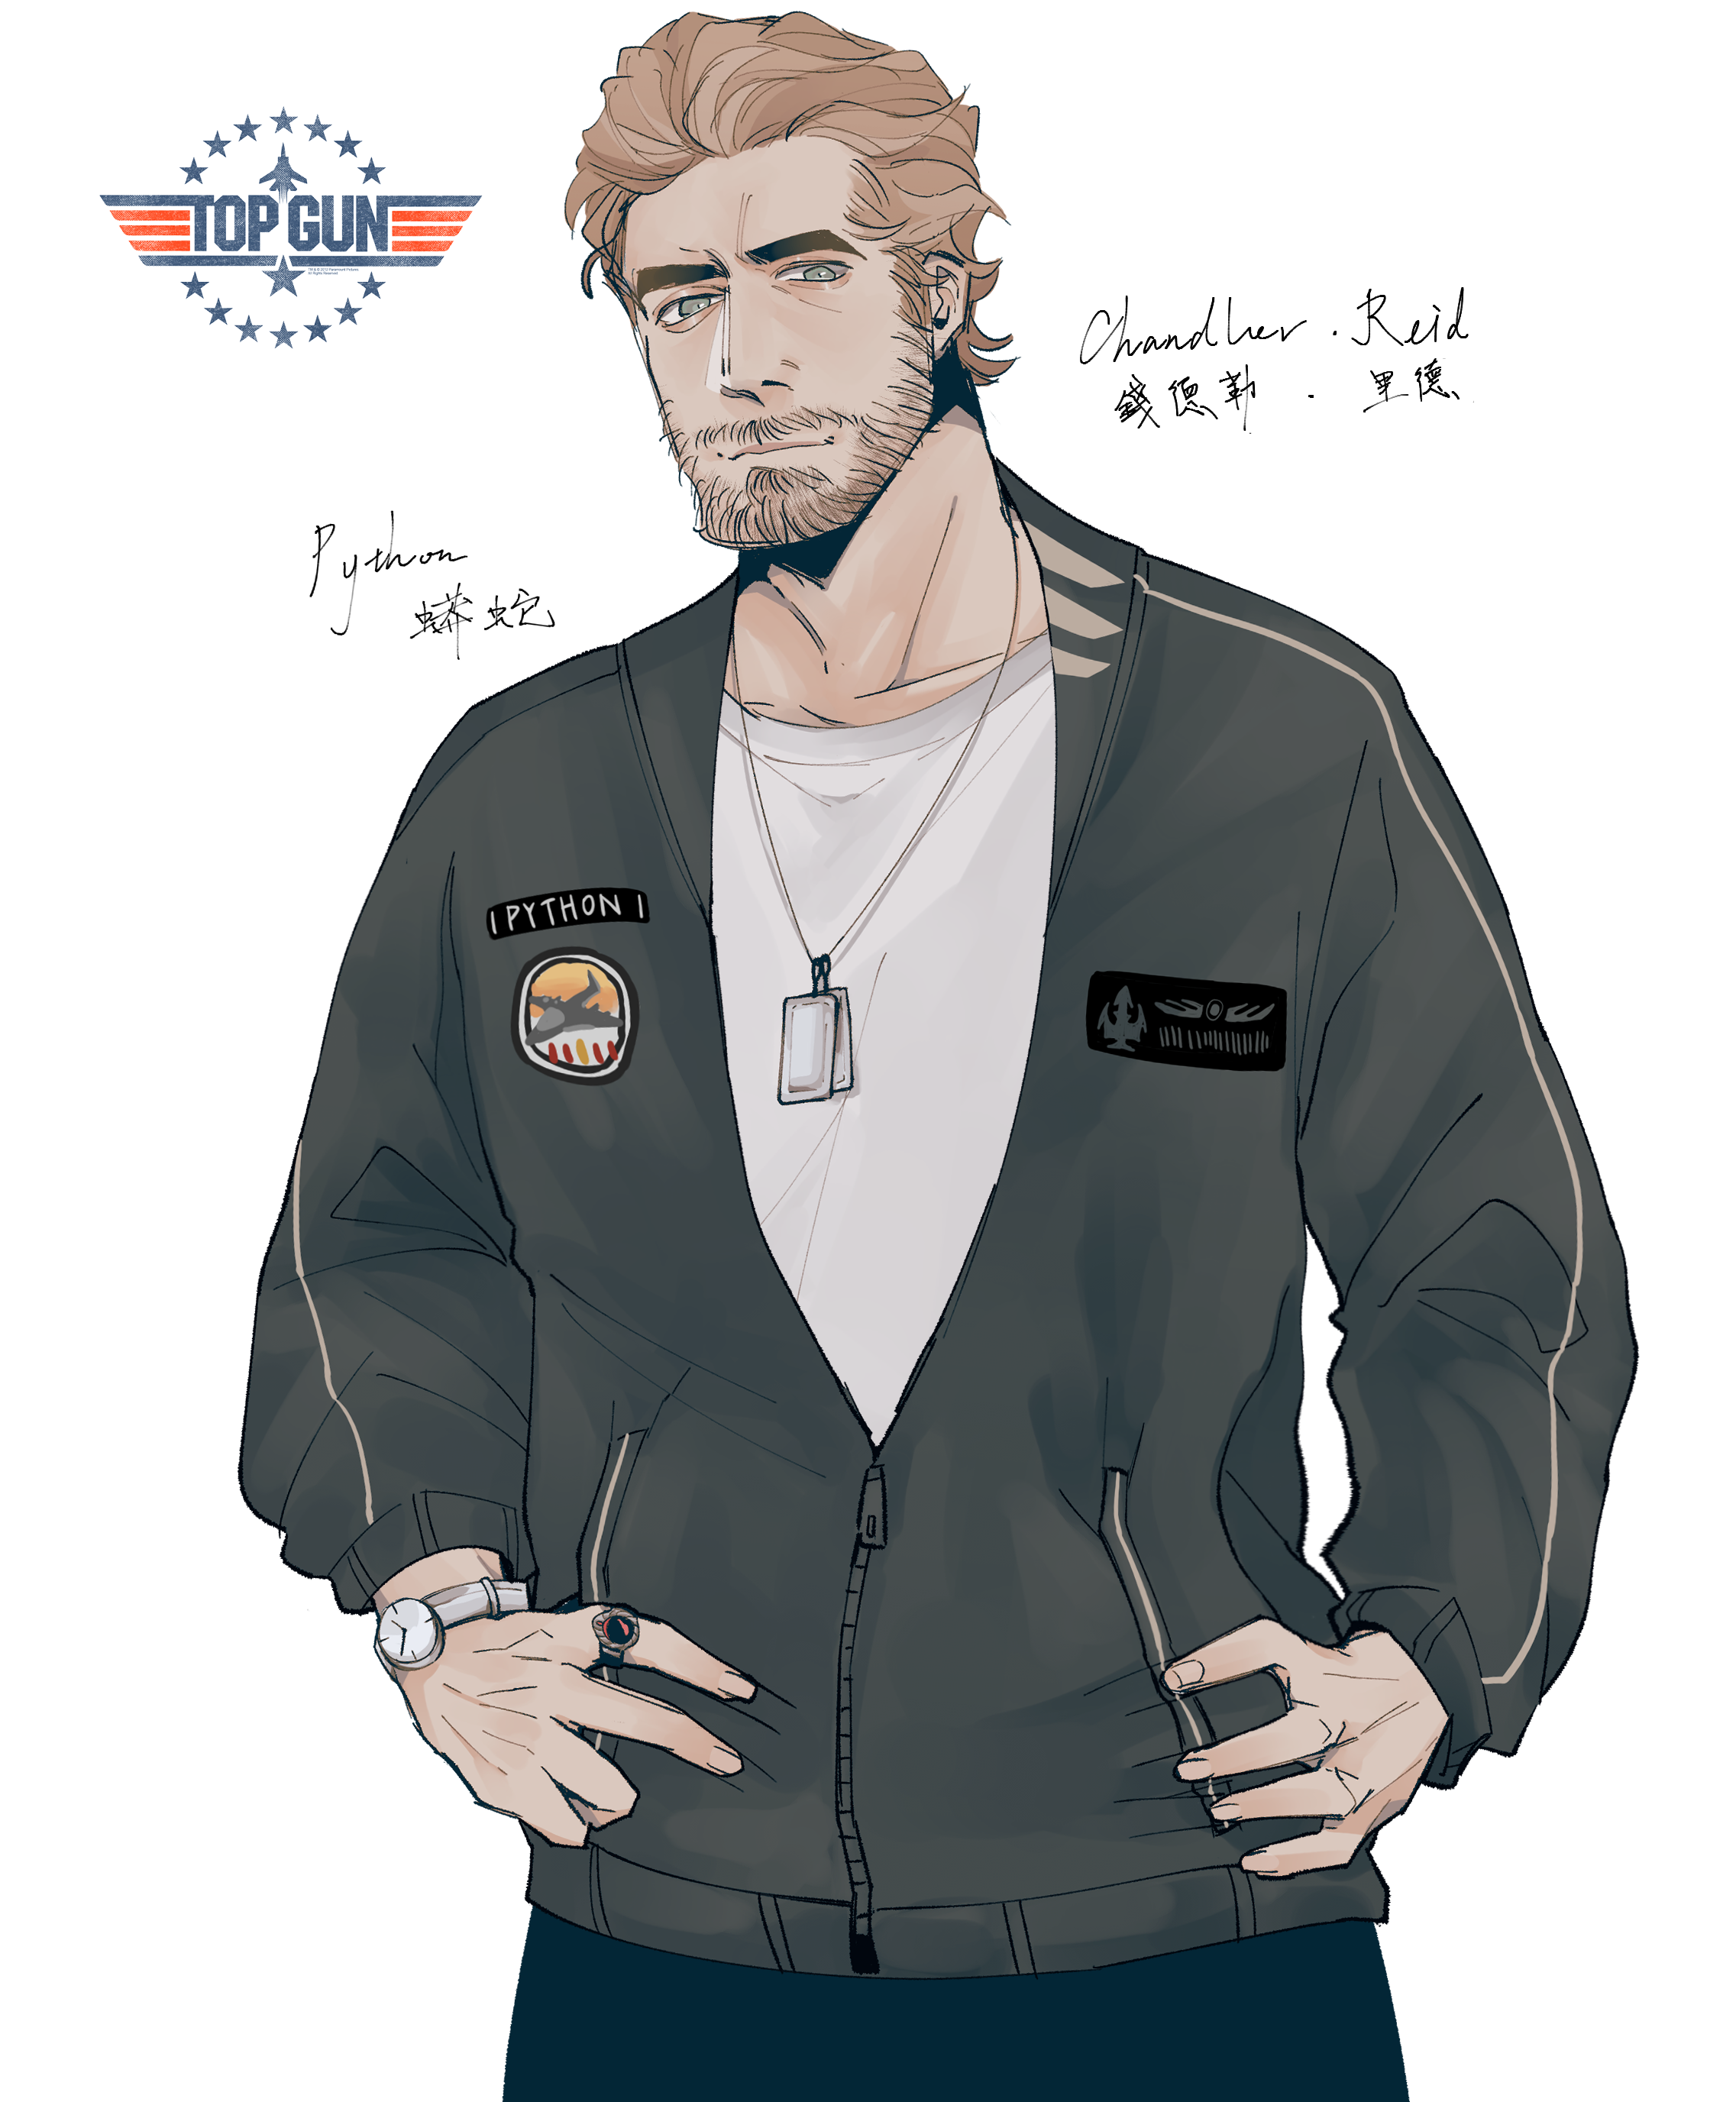 TOP GUN
Chandler . Reid
錢德勒 . 里德
Python
蟒蛇
| PYTHON |